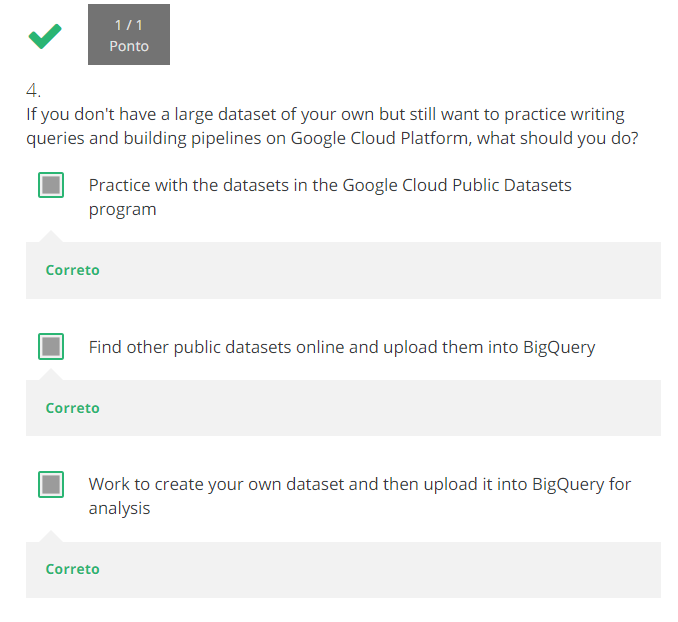 1 / 1
Ponto
4.
If you don't have a large dataset of your own but still want to practice writing
queries and building pipelines on Google Cloud Platform, what should you do?
Practice with the datasets in the Google Cloud Public Datasets
program
Correto
Find other public datasets online and upload them into BigQuery
Correto
Work to create your own dataset and then upload it into BigQuery for
analysis
Correto